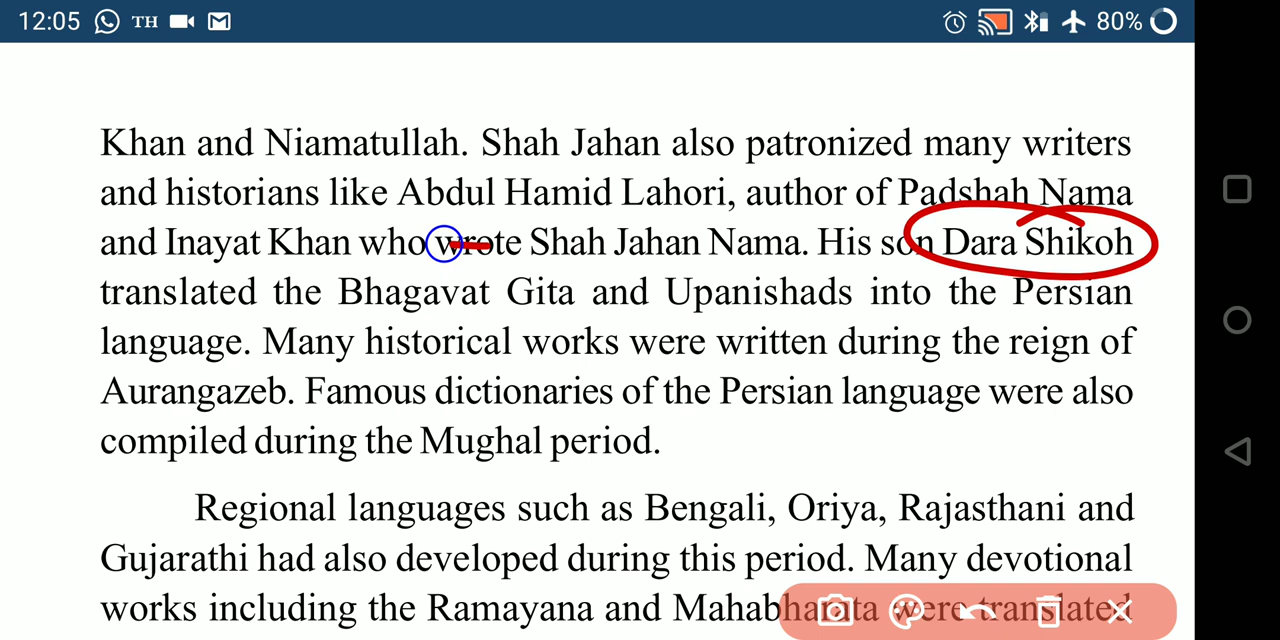 12:05 TH 80%
Khan and Niamatullah. Shah Jahan also patronized many writers
and historians like Abdul Hamid Lahori, author of Padshah Nama
and Inayat Khan who wrote Shah Jahan Nama. His son Dara Shikoh
translated the Bhagavat Gita and Upanishads into the Persian
language. Many historical works were written during the reign of
Aurangazeb. Famous dictionaries of the Persian language were also
compiled during the Mughal period.
Regional languages such as Bengali, Oriya, Rajasthani and
Gujarathi had also developed during this period. Many devotional
works including the Ramayana and Mahabharata were translated